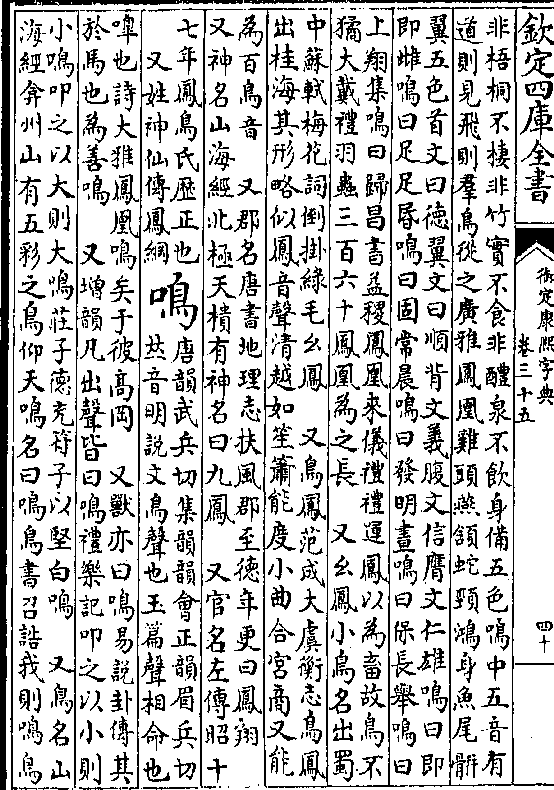 欽定四庫全書
御定康熙字典
卷三十五
四十
非梧桐不棲非竹實不食非醴泉不飲身備五色鳴中五音有
道則見飛則羣鳥從之廣雅鳳凰雞頭燕頷蛇頸鴻身魚尾骿
翼五色首文曰德翼文曰順背文義腹文信膺文仁雄鳴曰即
即雌鳴曰足足昏鳴曰固常晨鳴曰發明晝鳴曰保長舉鳴曰
上翔集鳴曰歸昌書益稷鳳凰來儀禮禮運鳳以為畜故鳥不
獝大戴禮羽蟲三百六十鳳凰為之長　又幺鳳小鳥名出蜀
中蘇軾梅花詞倒掛綠毛幺鳳　又鳥鳳范成大虞衡志鳥鳳
出桂海其形略似鳳音聲清越如笙簫能度小曲合宮商又能
為百鳥音　又郡名唐書地理志扶風郡至德年更曰鳳翔
又神名山海經北極天樻有神名曰九鳳　又官名左傳昭十
七年鳳鳥氏歷正也
又姓神仙傳鳳綱
鳴
唐韻武兵切集韻韻會正韻眉兵切
𠀤音明說文鳥聲也玉篇聲相命也
嘷也詩大雅鳳凰鳴矣于彼高岡　又獸亦曰鳴易說卦傳其
於馬也為善鳴　又增韻凡出聲皆曰鳴禮樂記叩之以小則
小鳴叩之以大則大鳴莊子德充符子以堅白鳴　又鳥名山
海經弇州山有五彩之鳥仰天鳴名曰鳴鳥書召誥我則鳴鳥